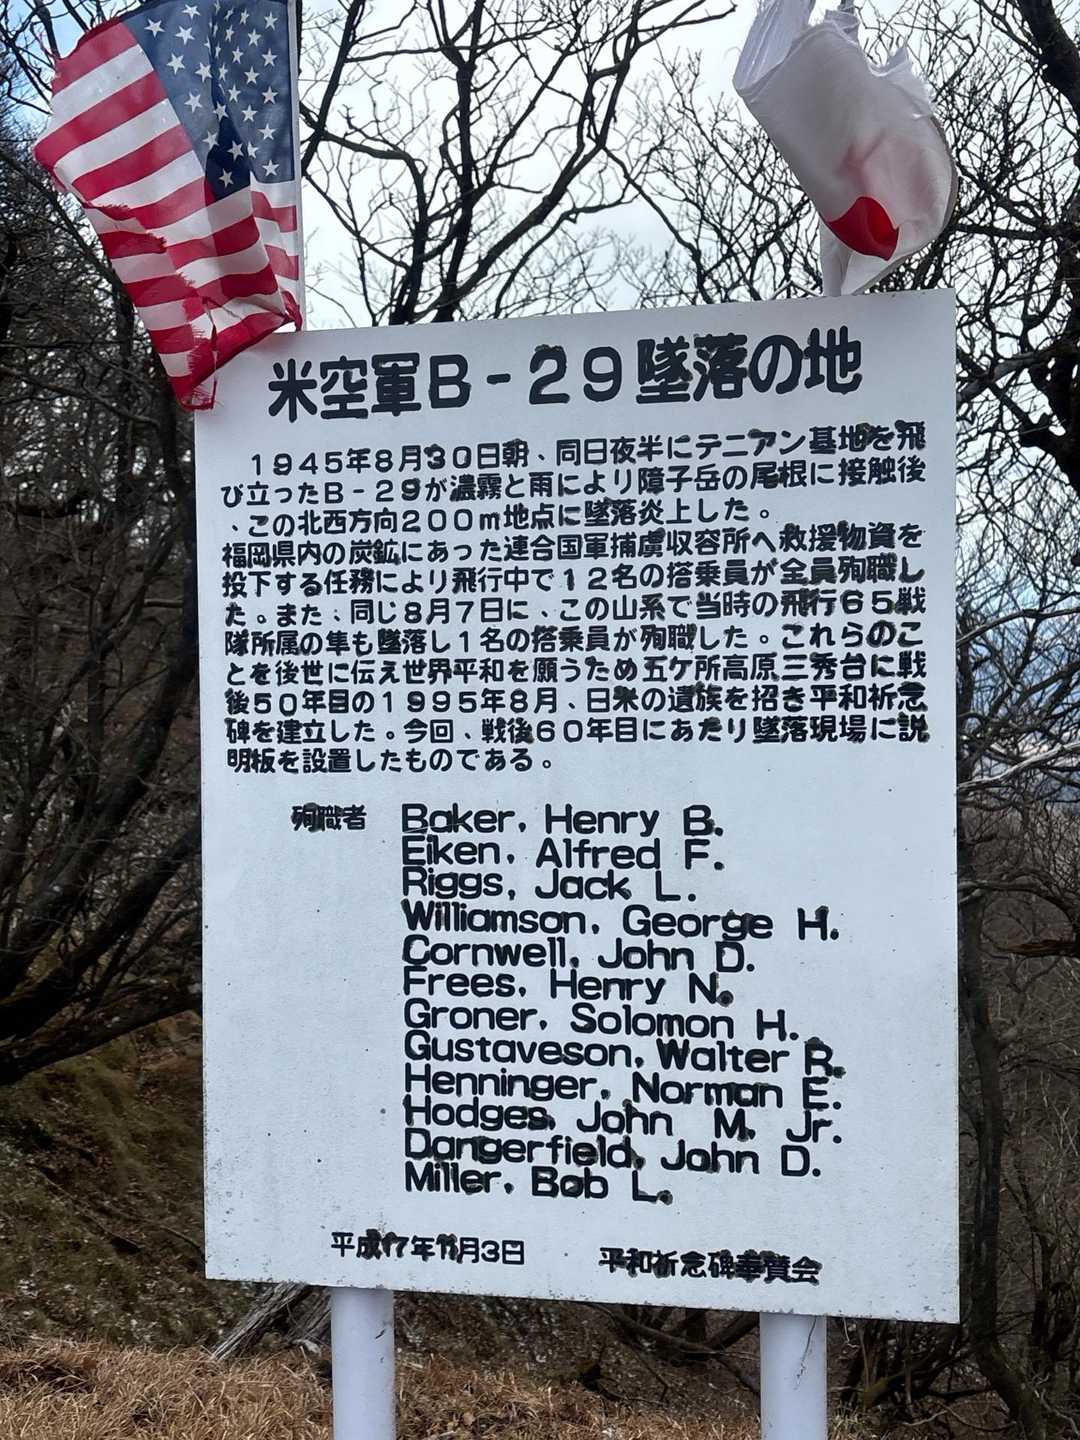 米空軍B-29墜落の地
1945年8月30日朝、同日夜半にテニアン基地を飛
び立ったB-29が濃霧と雨により障子岳の尾根に接触後
、この北西方向200m地点に墜落炎上した。
福岡県内の炭鉱にあった連合国軍捕虜収容所へ救援物資を
投下する任務により飛行中で12名の搭乗員が全員殉職し
た。また、同じ8月7日に、この山系で当時の飛行65戦
隊所属の隼も墜落し1名の搭乗員が殉職した。これらのこ
とを後世に伝え世界平和を願うため五ケ所高原三秀台に戦
後50年目の1995年8月、日米の遺族を招き平和祈念
碑を建立した。今回、戦後60年目にあたり墜落現場に説
明板を設置したものである。
殉職者 Baker, Henry B.
Eiken, Alfred F.
Riggs, Jack L.
Williamson, George H.
Cornwell, John D.
Frees, Henry N.
Groner, Solomon H.
Gustaveson, Walter R.
Henninger, Norman E.
Hodges, John M. Jr.
Dangerfield, John D.
Miller, Bob L.
平成17年11月3日 平和祈念碑奉賛会